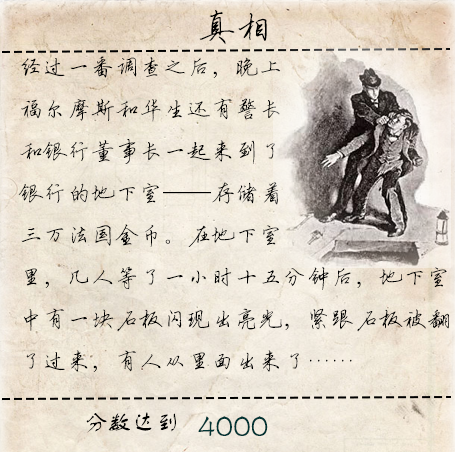 真相
经过一番调查之后，晚上
福尔摩斯和华生还有警长
和银行董事长一起来到了
银行的地下室——存储着
三万法国金币。在地下室
里，几人等了一小时十五分钟后，地下室
中有一块石板闪现出亮光，紧跟石板被翻
了过来，有人从里面出来了……
分数达到 4000